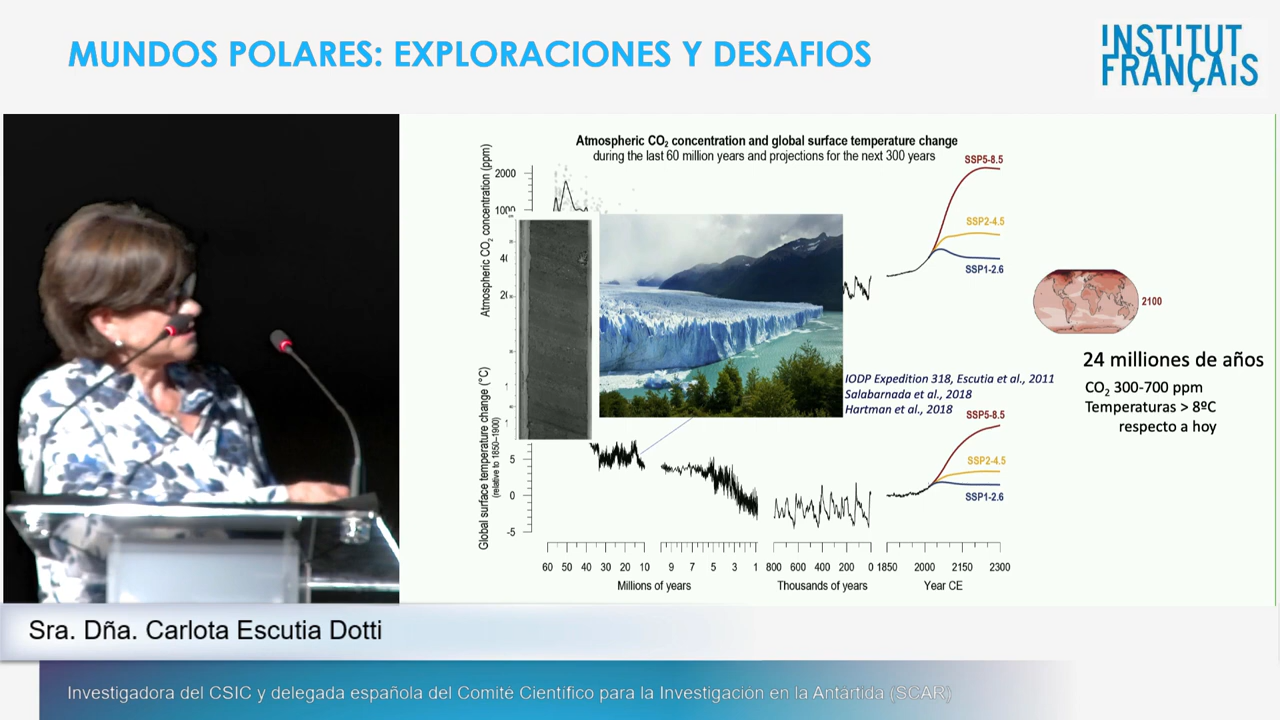 MUNDOS POLARES: EXPLORACIONES Y DESAFIOS
INSTITUT
FRANÇAIS
Atmospheric CO₂ concentration and global surface temperature change
during the last 60 million years and projections for the next 300 years
Atmospheric CO₂ concentration (ppm)
2000
SSP5-8.5
SSP2-4.5
SSP1-2.6
2100
24 milliones de años
CO₂ 300-700 ppm
Temperaturas > 8ºC
respecto a hoy
IODP Expedition 318, Escutia et al., 2011
Salabarnada et al., 2018
Hartman et al., 2018
Global surface temperature change (°C)
(relative to 1850–1900)
5
0
-5
SSP5-8.5
SSP2-4.5
SSP1-2.6
60 50 40 30 20 10 9 7 5 3 1 800 600 400 200 0 1850 2000 2150 2300
Millions of years Thousands of years Year CE
Sra. Dña. Carlota Escutia Dotti
Investigadora del CSIC y delegada española del Comité Científico para la Investigación en la Antártida (SCAR)